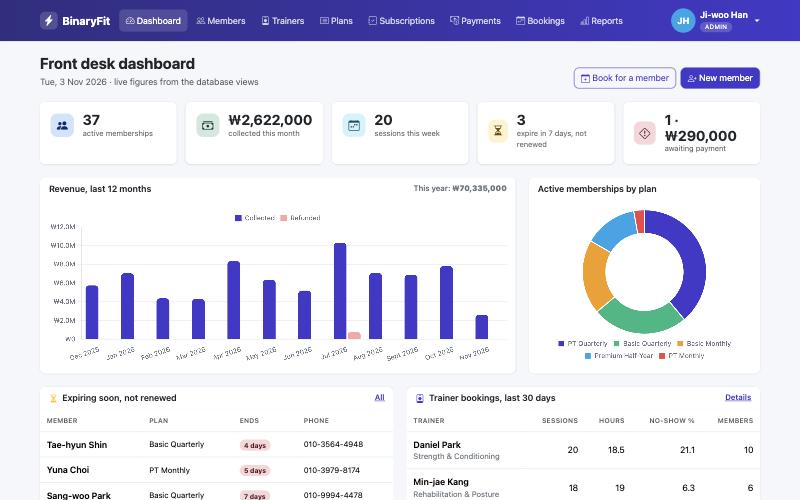 BinaryFit
Dashboard
Members
Trainers
Plans
Subscriptions
Payments
Bookings
Reports
JH
Ji-woo Han
ADMIN
Front desk dashboard
Tue, 3 Nov 2026 · live figures from the database views
Book for a member
New member
37
active memberships
₩2,622,000
collected this month
20
sessions this week
3
expire in 7 days, not
renewed
1 ·
₩290,000
awaiting payment
Revenue, last 12 months
This year: ₩70,335,000
Collected
Refunded
₩12.0M
₩10.0M
₩8.0M
₩6.0M
₩4.0M
₩2.0M
₩0
Dec 2025
Jan 2026
Feb 2026
Mar 2026
Apr 2026
May 2026
Jun 2026
Jul 2026
Aug 2026
Sept 2026
Oct 2026
Nov 2026
Active memberships by plan
PT Quarterly
Basic Quarterly
Basic Monthly
Premium Half-Year
PT Monthly
Expiring soon, not renewed
All
MEMBER PLAN ENDS PHONE
Tae-hyun Shin Basic Quarterly 4 days 010-3564-4948
Yuna Choi PT Monthly 5 days 010-3979-8174
Sang-woo Park Basic Quarterly 7 days 010-9994-4478
Trainer bookings, last 30 days
Details
TRAINER SESSIONS HOURS NO-SHOW % MEMBERS
Daniel Park 20 18.5 21.1 10
Strength & Conditioning
Min-jae Kang 18 19 6.3 6
Rehabilitation & Posture